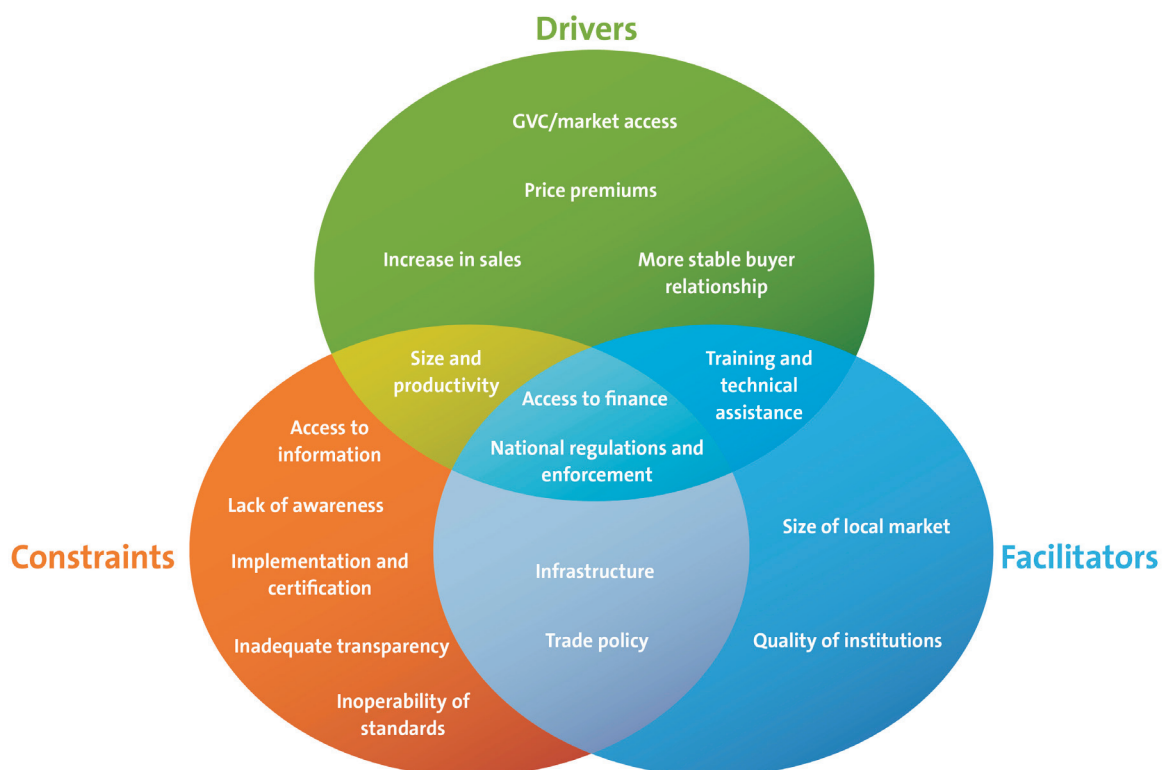 Drivers
GVC/market access
Price premiums
Increase in sales
More stable buyer
relationship
Size and
productivity
Training and
technical
assistance
Access to finance
National regulations and
enforcement
Access to
information
Lack of awareness
Constraints
Implementation and
certification
Inadequate transparency
Inoperability of
standards
Infrastructure
Trade policy
Size of local market
Facilitators
Quality of institutions